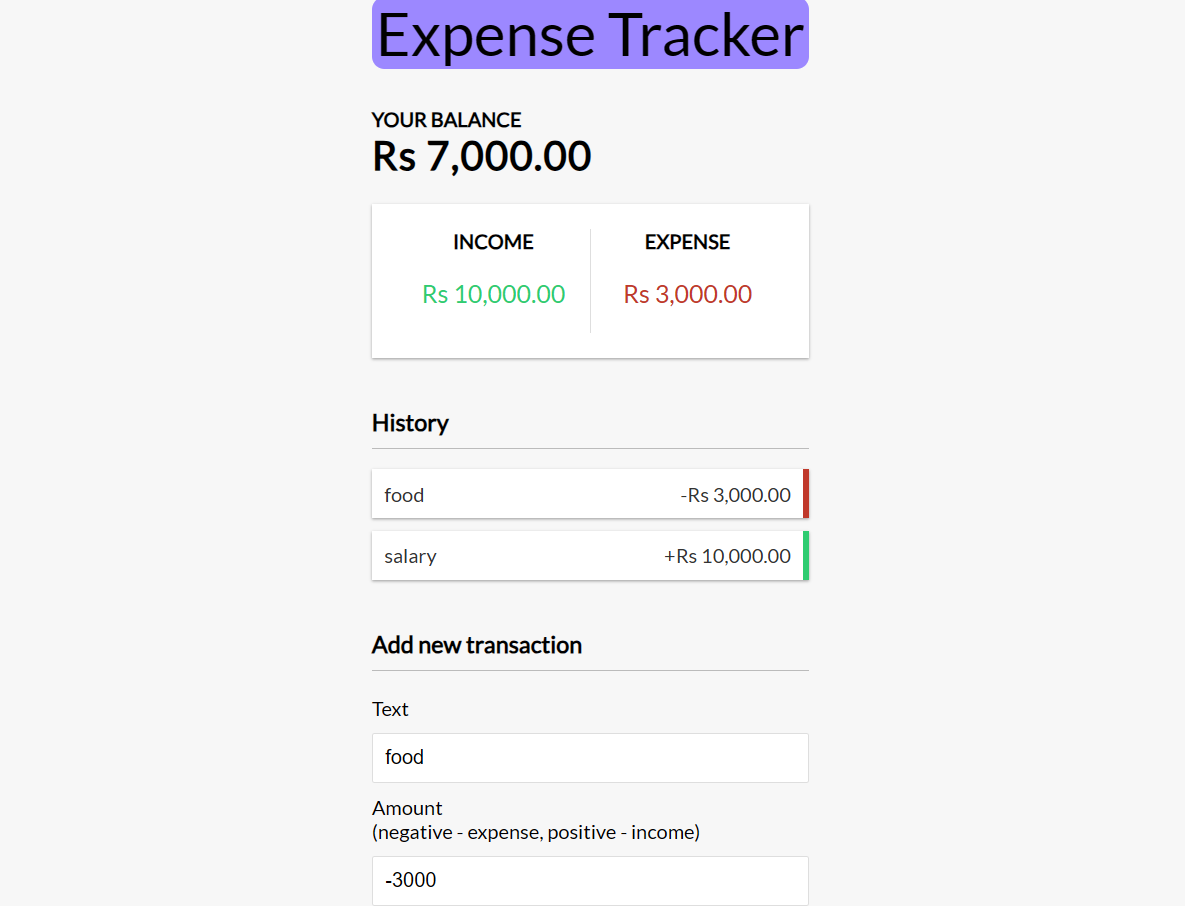 Expense Tracker
YOUR BALANCE
Rs 7,000.00
INCOME EXPENSE
Rs 10,000.00 Rs 3,000.00
History
food -Rs 3,000.00
salary +Rs 10,000.00
Add new transaction
Text
food
Amount
(negative - expense, positive - income)
-3000